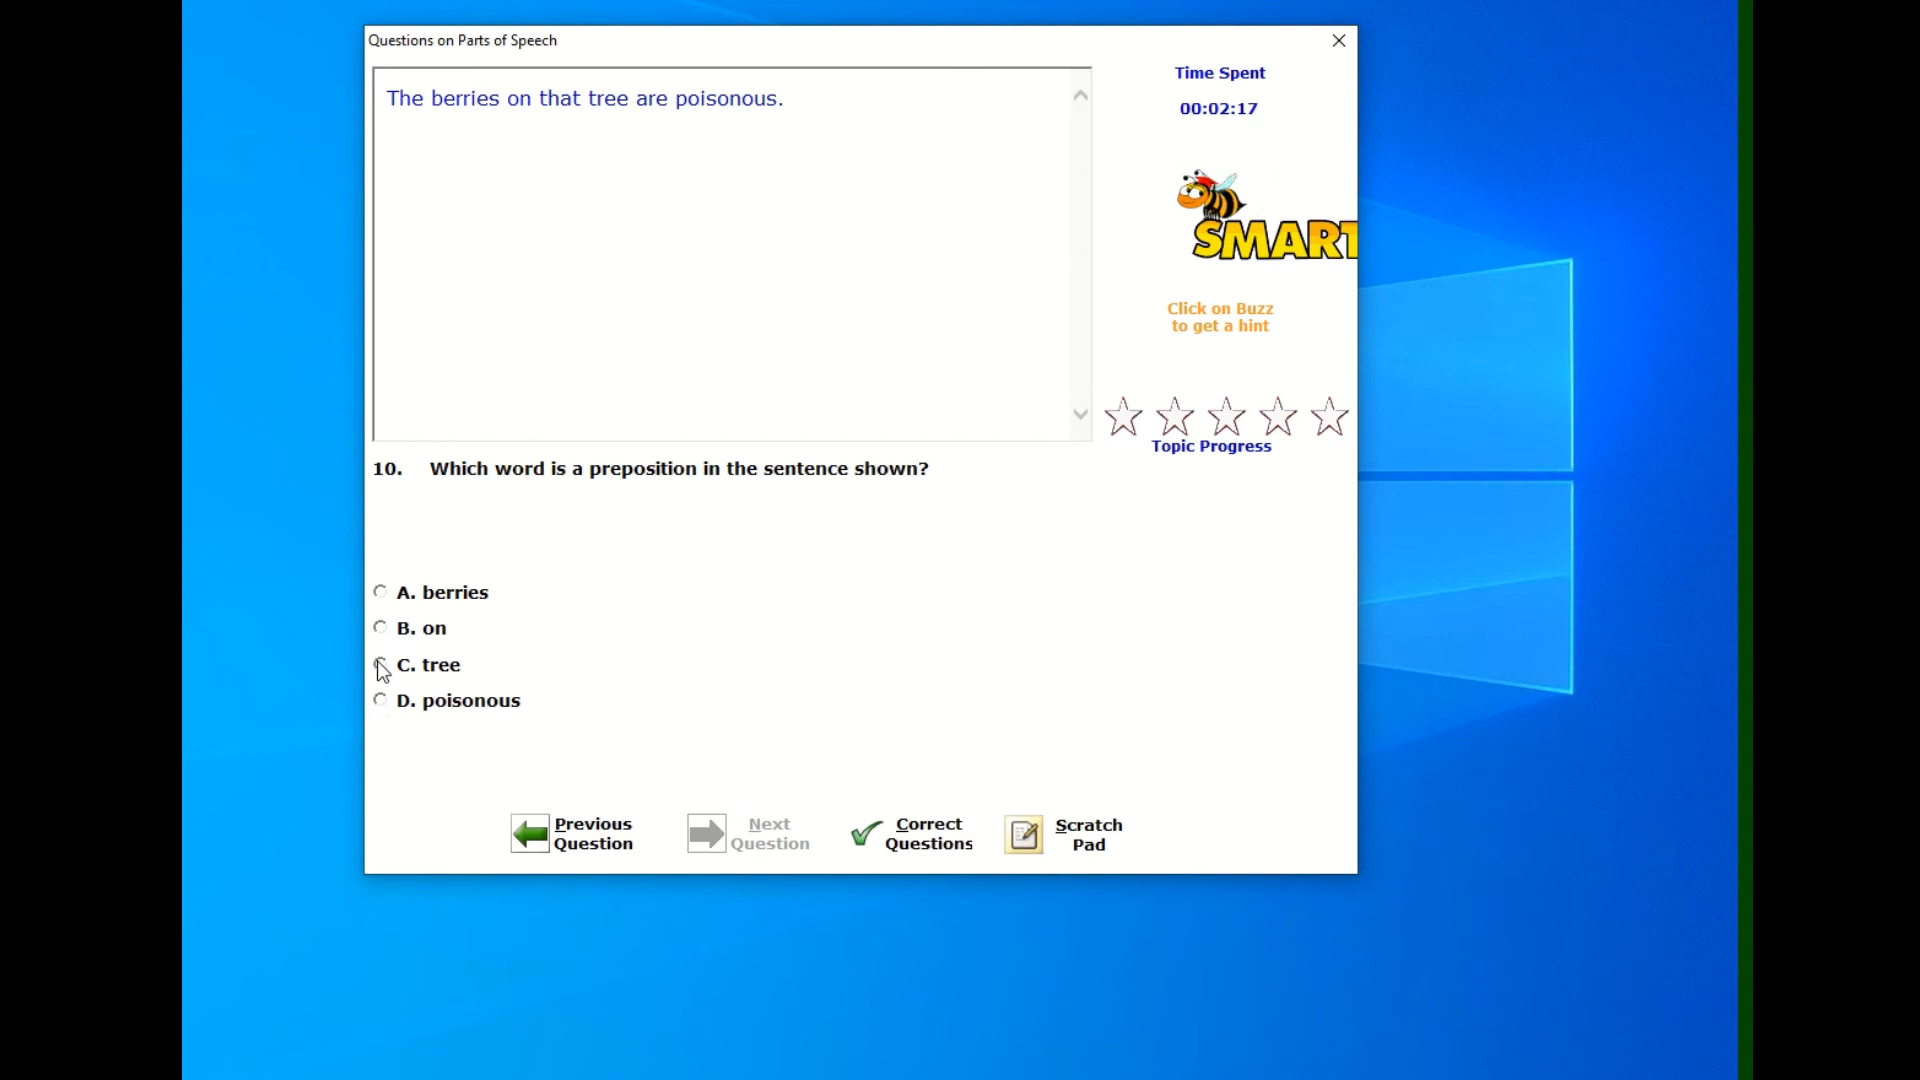 Questions on Parts of Speech
The berries on that tree are poisonous.
Time Spent
00:02:17
SMART
Click on Buzz
to get a hint
Topic Progress
10. Which word is a preposition in the sentence shown?
A. berries
B. on
C. tree
D. poisonous
Previous
Question
Next
Question
Correct
Questions
Scratch
Pad